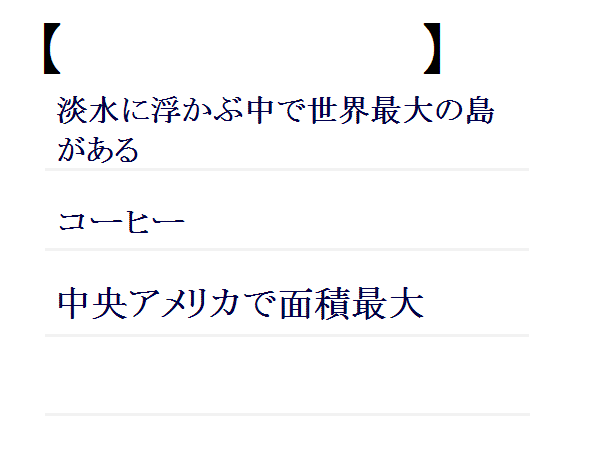 【 】
淡水に浮かぶ中で世界最大の島
がある
コーヒー
中央アメリカで面積最大